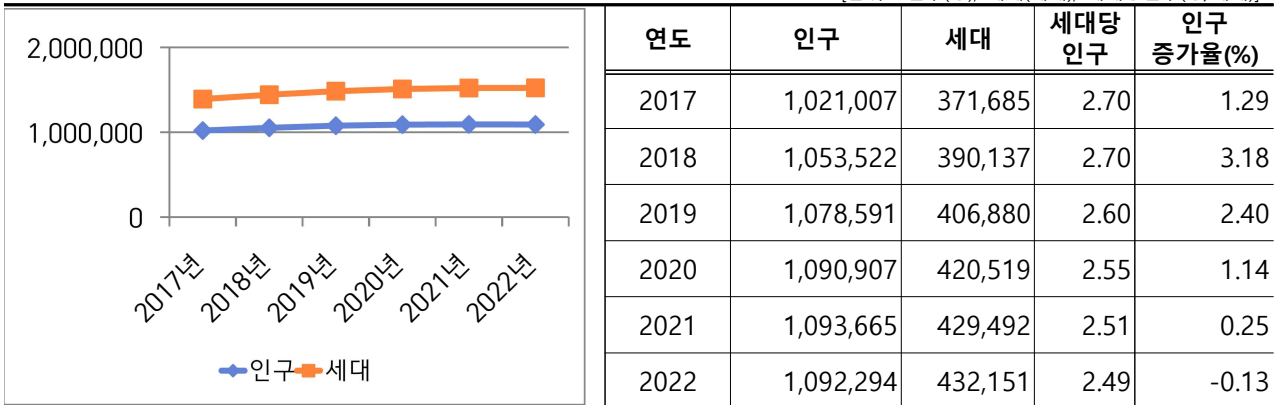 2,000,000
1,000,000
0
2017년 2018년 2019년 2020년 2021년 2022년
인구 세대
연도 인구 세대 세대당 인구 인구 증가율(%)
2017 1,021,007 371,685 2.70 1.29
2018 1,053,522 390,137 2.70 3.18
2019 1,078,591 406,880 2.60 2.40
2020 1,090,907 420,519 2.55 1.14
2021 1,093,665 429,492 2.51 0.25
2022 1,092,294 432,151 2.49 -0.13